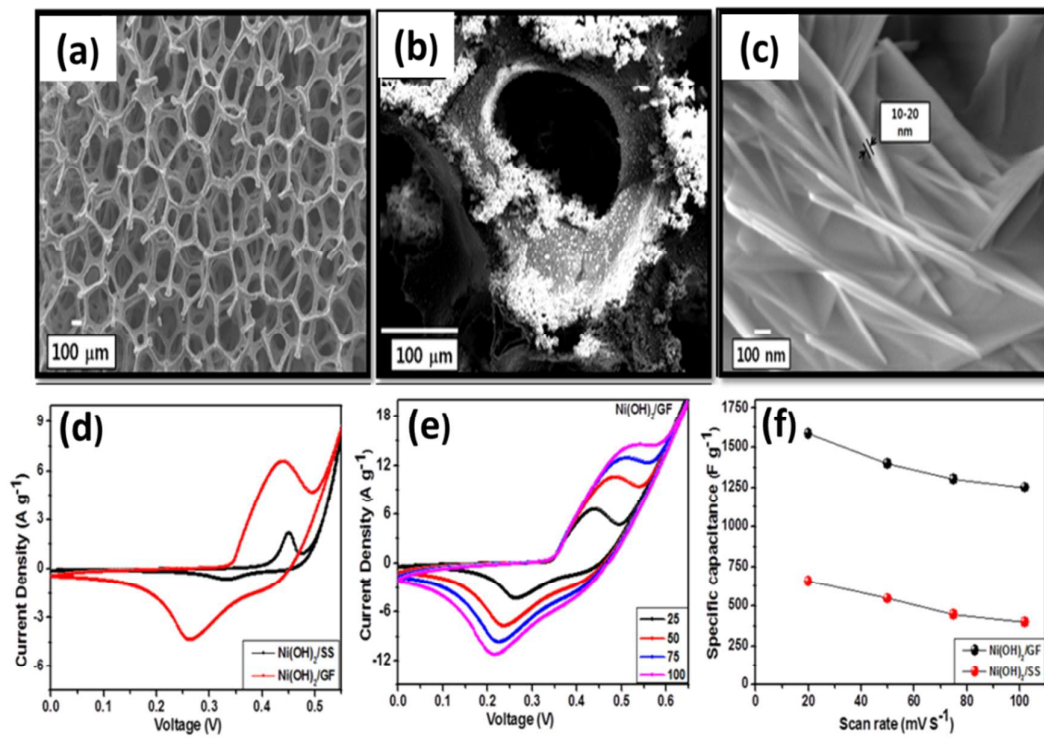 (a)
100 μm
(b)
100 μm
(c)
10-20
nm
100 nm
(d)
Current Density (A g⁻¹)
9
6
3
0
-3
-6
0.0 0.1 0.2 0.3 0.4 0.5
Voltage (V)
Ni(OH)₂/SS
Ni(OH)₂/GF
(e)
Ni(OH)₂/GF
Current Density (A g⁻¹)
18
12
6
0
-6
-12
0.0 0.1 0.2 0.3 0.4 0.5 0.6
Voltage (V)
25
50
75
100
(f)
Specific capacitance (F g⁻¹)
1750
1500
1250
1000
750
500
250
0
0 20 40 60 80 100
Scan rate (mV S⁻¹)
Ni(OH)₂/GF
Ni(OH)₂/SS